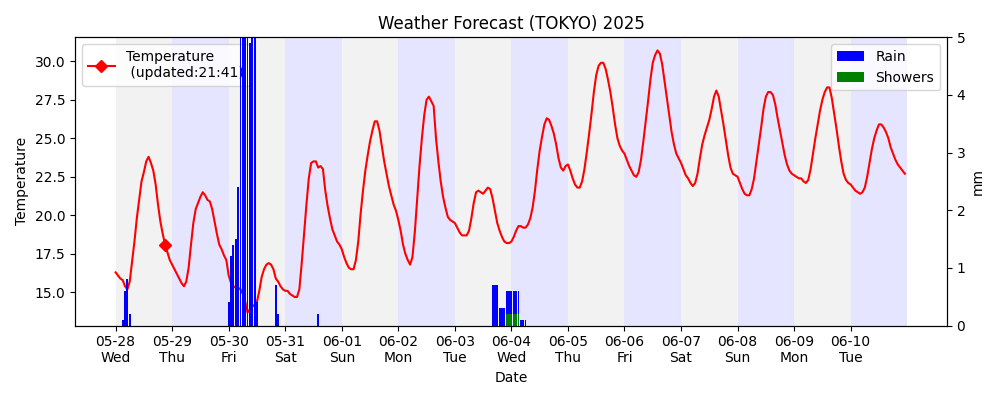 Weather Forecast (TOKYO) 2025
Temperature
(updated:21:41)
Rain
Showers
30.0
27.5
25.0
22.5
20.0
17.5
15.0
Temperature
5
4
3
2
1
0
mm
05-28 05-29 05-30 05-31 06-01 06-02 06-03 06-04 06-05 06-06 06-07 06-08 06-09 06-10
Wed Thu Fri Sat Sun Mon Tue Wed Thu Fri Sat Sun Mon Tue
Date